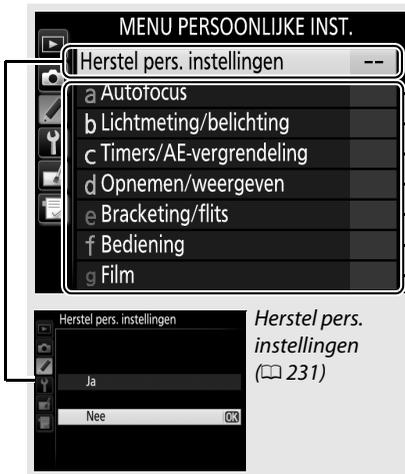 MENU PERSOONLIJKE INST.
Herstel pers. instellingen --
a Autofocus
b Lichtmeting/belichting
c Timers/AE-vergrendeling
d Opnemen/weergeven
e Bracketing/flits
f Bediening
g Film
Herstel pers. instellingen
Ja
Nee OK
Herstel pers.
instellingen
(📖 231)